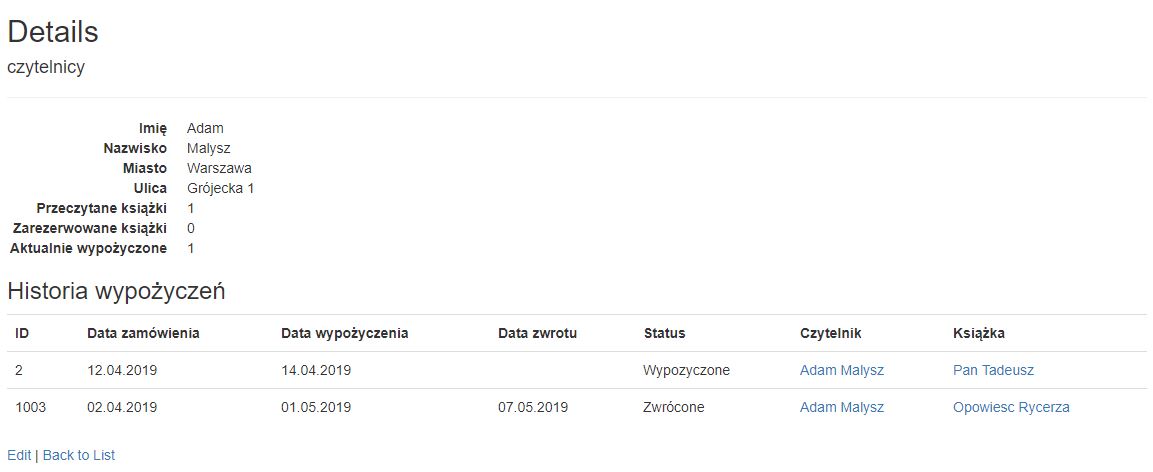 Details
czytelnicy
Imię Adam
Nazwisko Malysz
Miasto Warszawa
Ulica Grójecka 1
Przeczytane książki 1
Zarezerwowane książki 0
Aktualnie wypożyczone 1
Historia wypożyczeń
ID Data zamówienia Data wypożyczenia Data zwrotu Status Czytelnik Książka
2 12.04.2019 14.04.2019 Wypozyczone Adam Malysz Pan Tadeusz
1003 02.04.2019 01.05.2019 07.05.2019 Zwrócone Adam Malysz Opowiesc Rycerza
Edit | Back to List